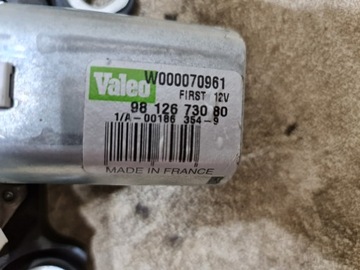 Valeo
W000070961
FIRST 12V
98 126 730 80
1/A-00186 354-9
MADE IN FRANCE